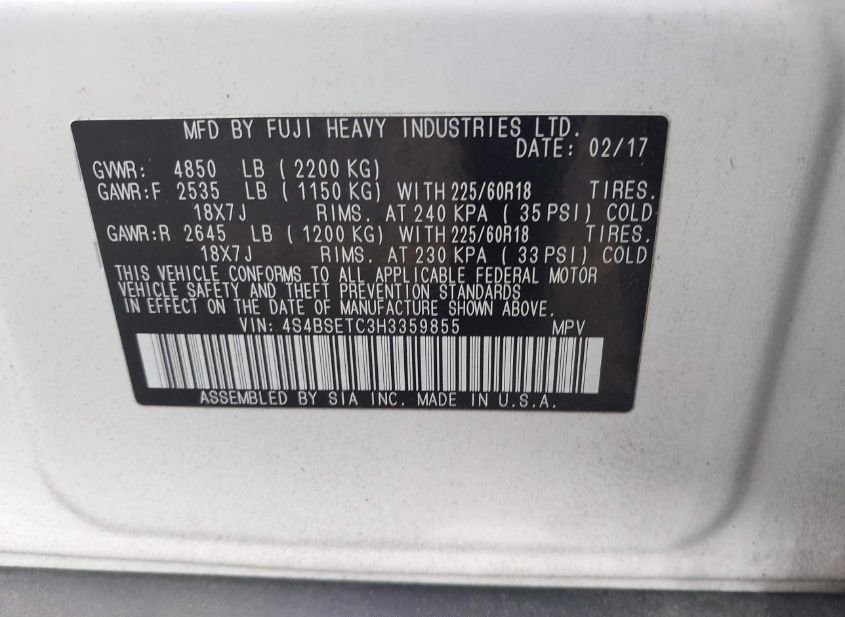 MFD BY FUJI HEAVY INDUSTRIES LTD.
DATE: 02/17
GVWR: 4850 LB ( 2200 KG)
GAWR:F 2535 LB ( 1150 KG) WITH 225/60R18 TIRES.
18X7J RIMS. AT 240 KPA ( 35 PSI) COLD
GAWR:R 2645 LB ( 1200 KG) WITH 225/60R18 TIRES.
18X7J RIMS. AT 230 KPA ( 33 PSI) COLD
THIS VEHICLE CONFORMS TO ALL APPLICABLE FEDERAL MOTOR
VEHICLE SAFETY AND THEFT PREVENTION STANDARDS
IN EFFECT ON THE DATE OF MANUFACTURE SHOWN ABOVE.
VIN: 4S4BSETC3H3359855 MPV
ASSEMBLED BY SIA INC. MADE IN U.S.A.